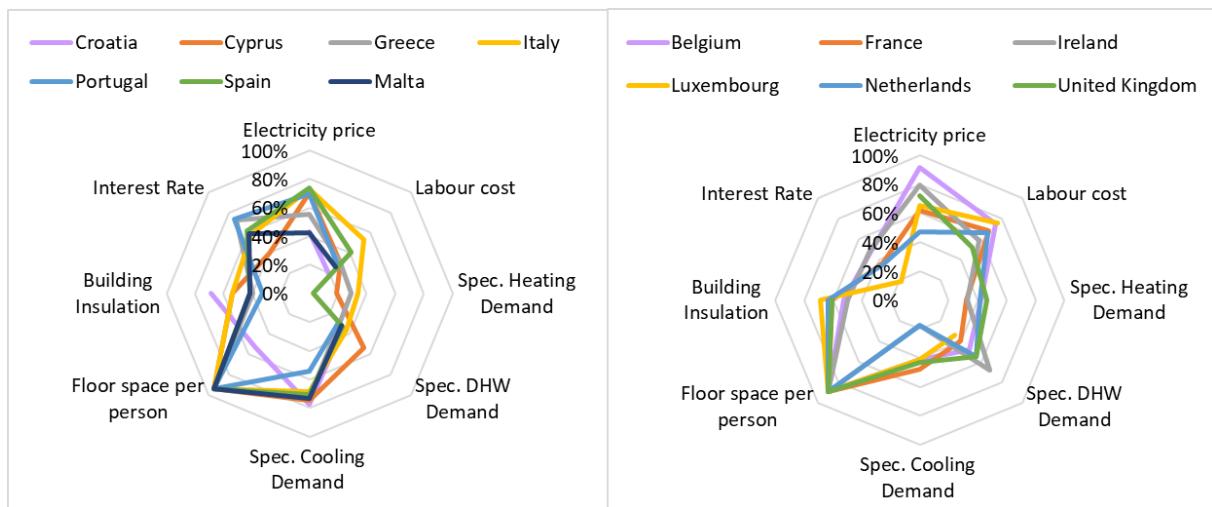 Croatia Cyprus Greece Italy
Portugal Spain Malta
Electricity price
100%
80%
60%
40%
20%
0%
Labour cost
Spec. Heating
Demand
Spec. DHW
Demand
Spec. Cooling
Demand
Floor space per
person
Building
Insulation
Interest Rate
Belgium France Ireland
Luxembourg Netherlands United Kingdom
Electricity price
100%
80%
60%
40%
20%
0%
Labour cost
Spec. Heating
Demand
Spec. DHW
Demand
Spec. Cooling
Demand
Floor space per
person
Building
Insulation
Interest Rate